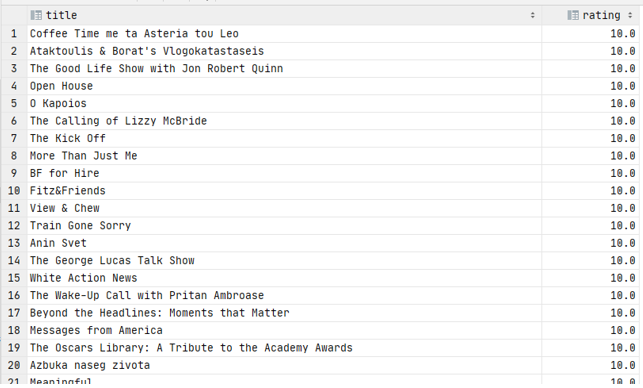 title rating
1 Coffee Time me ta Asteria tou Leo 10.0
2 Ataktoulis & Borat's Vlogokatastaseis 10.0
3 The Good Life Show with Jon Robert Quinn 10.0
4 Open House 10.0
5 O Kapoios 10.0
6 The Calling of Lizzy McBride 10.0
7 The Kick Off 10.0
8 More Than Just Me 10.0
9 BF for Hire 10.0
10 Fitz&Friends 10.0
11 View & Chew 10.0
12 Train Gone Sorry 10.0
13 Anin Svet 10.0
14 The George Lucas Talk Show 10.0
15 White Action News 10.0
16 The Wake-Up Call with Pritan Ambroase 10.0
17 Beyond the Headlines: Moments that Matter 10.0
18 Messages from America 10.0
19 The Oscars Library: A Tribute to the Academy Awards 10.0
20 Azbuka naseg zivota 10.0
21 Meaningful 10.0